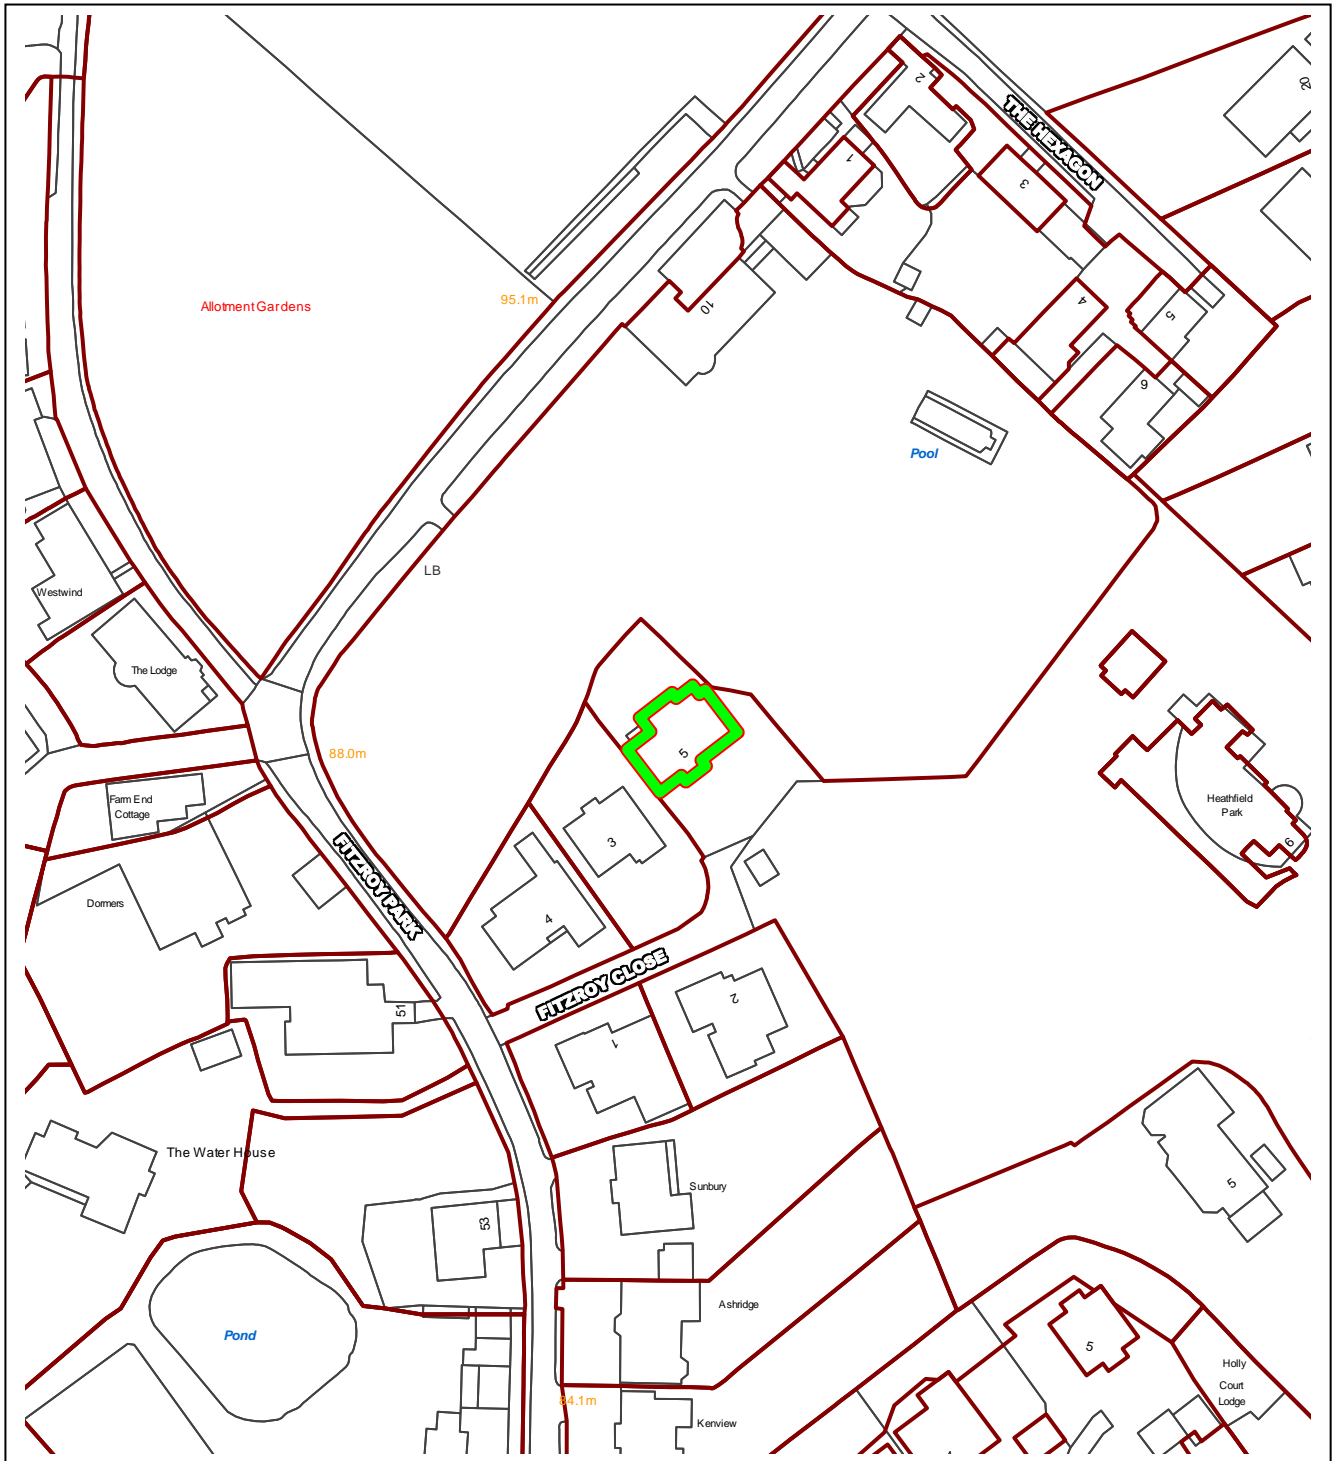 20
2
THE HEXAGON
1
3
Allotment Gardens
95.1m
10
4
5
6
Pool
LB
Westwind
The Lodge
88.0m
5
Farm End
Cottage
FITZROY PARK
3
Heathfield
Park
6
Dormers
4
FITZROY CLOSE
2
51
1
The Water House
Sunbury
5
53
Ashridge
Pond
5
Holly
Court
Lodge
84.1m
Kenview